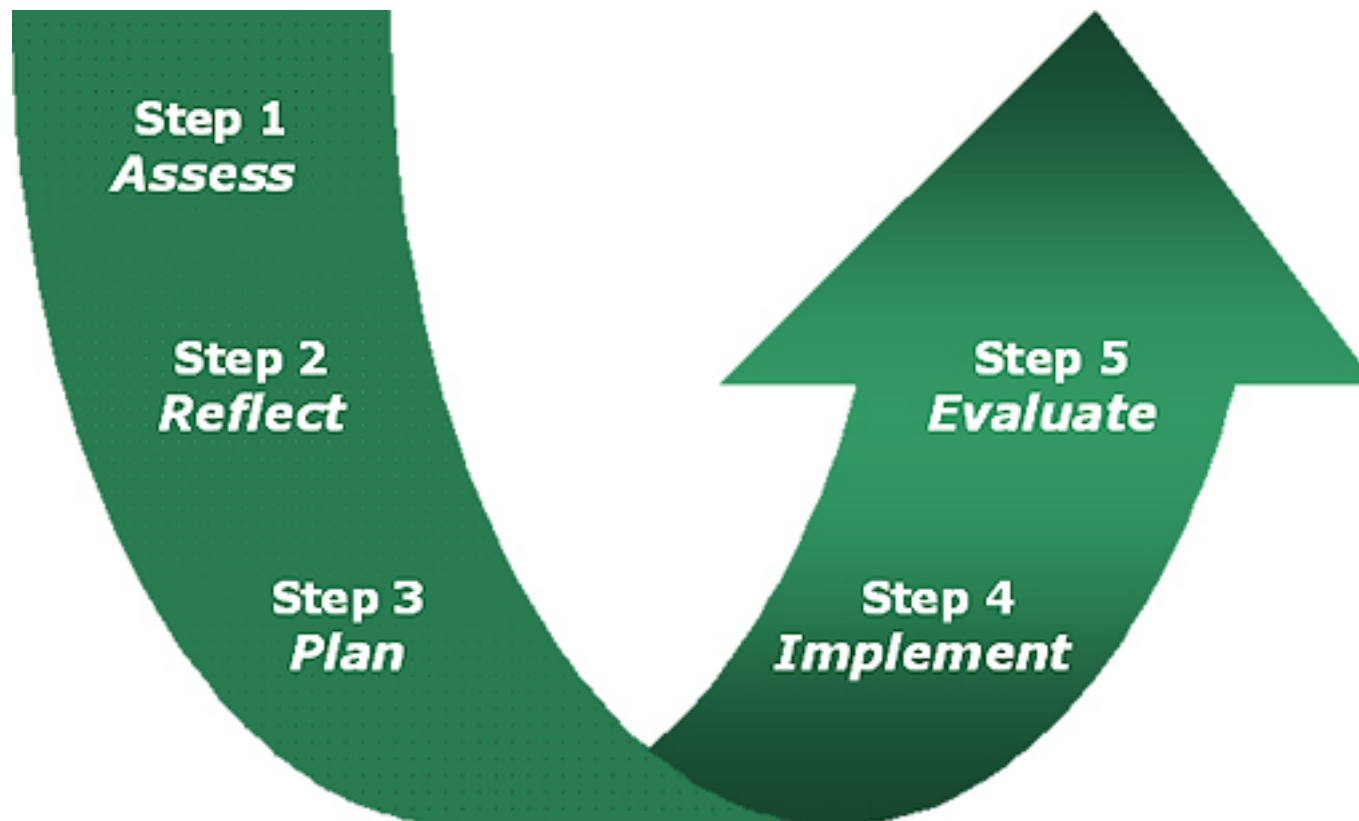 Step 1
Assess
Step 2
Reflect
Step 3
Plan
Step 4
Implement
Step 5
Evaluate